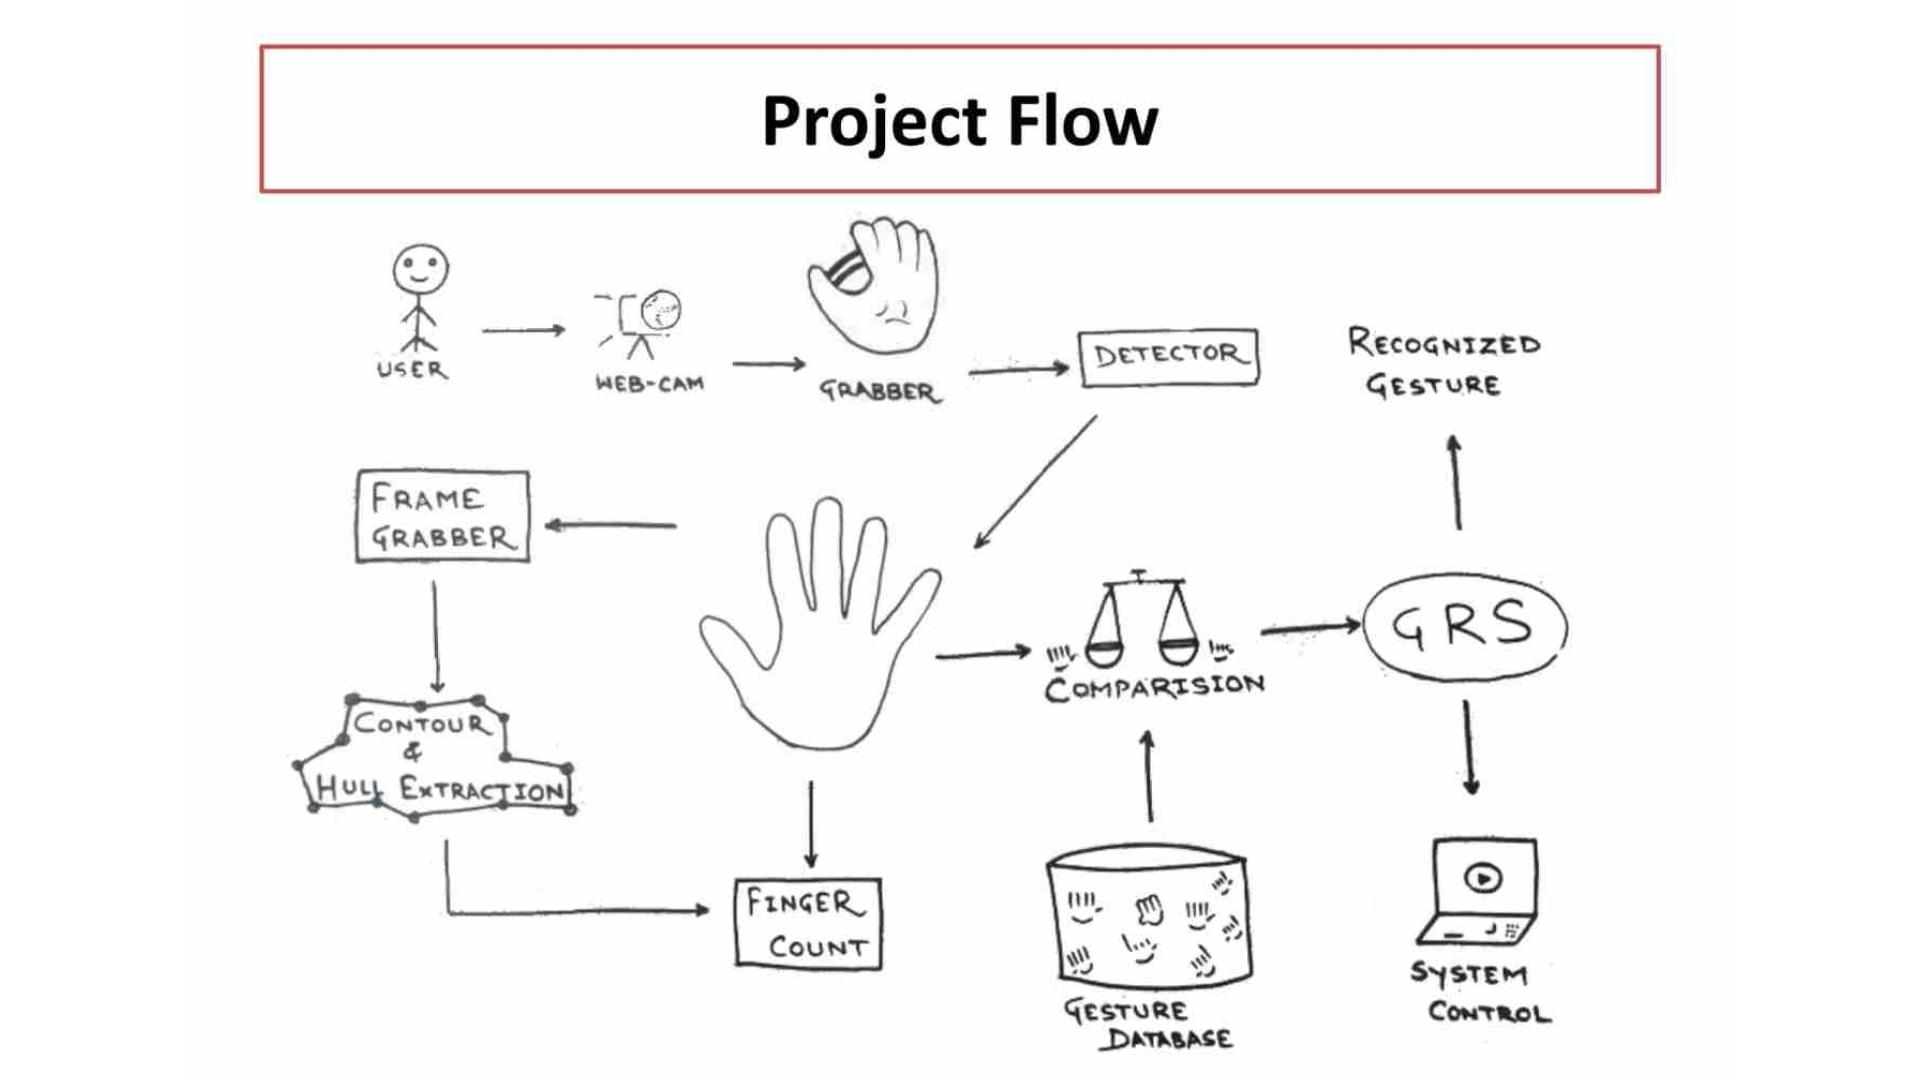 Project Flow
USER
WEB-CAM
GRABBER
DETECTOR
RECOGNIZED
GESTURE
FRAME
GRABBER
COMPARISION
GRS
CONTOUR
&
HULL EXTRACTION
FINGER
COUNT
GESTURE
DATABASE
SYSTEM
CONTROL